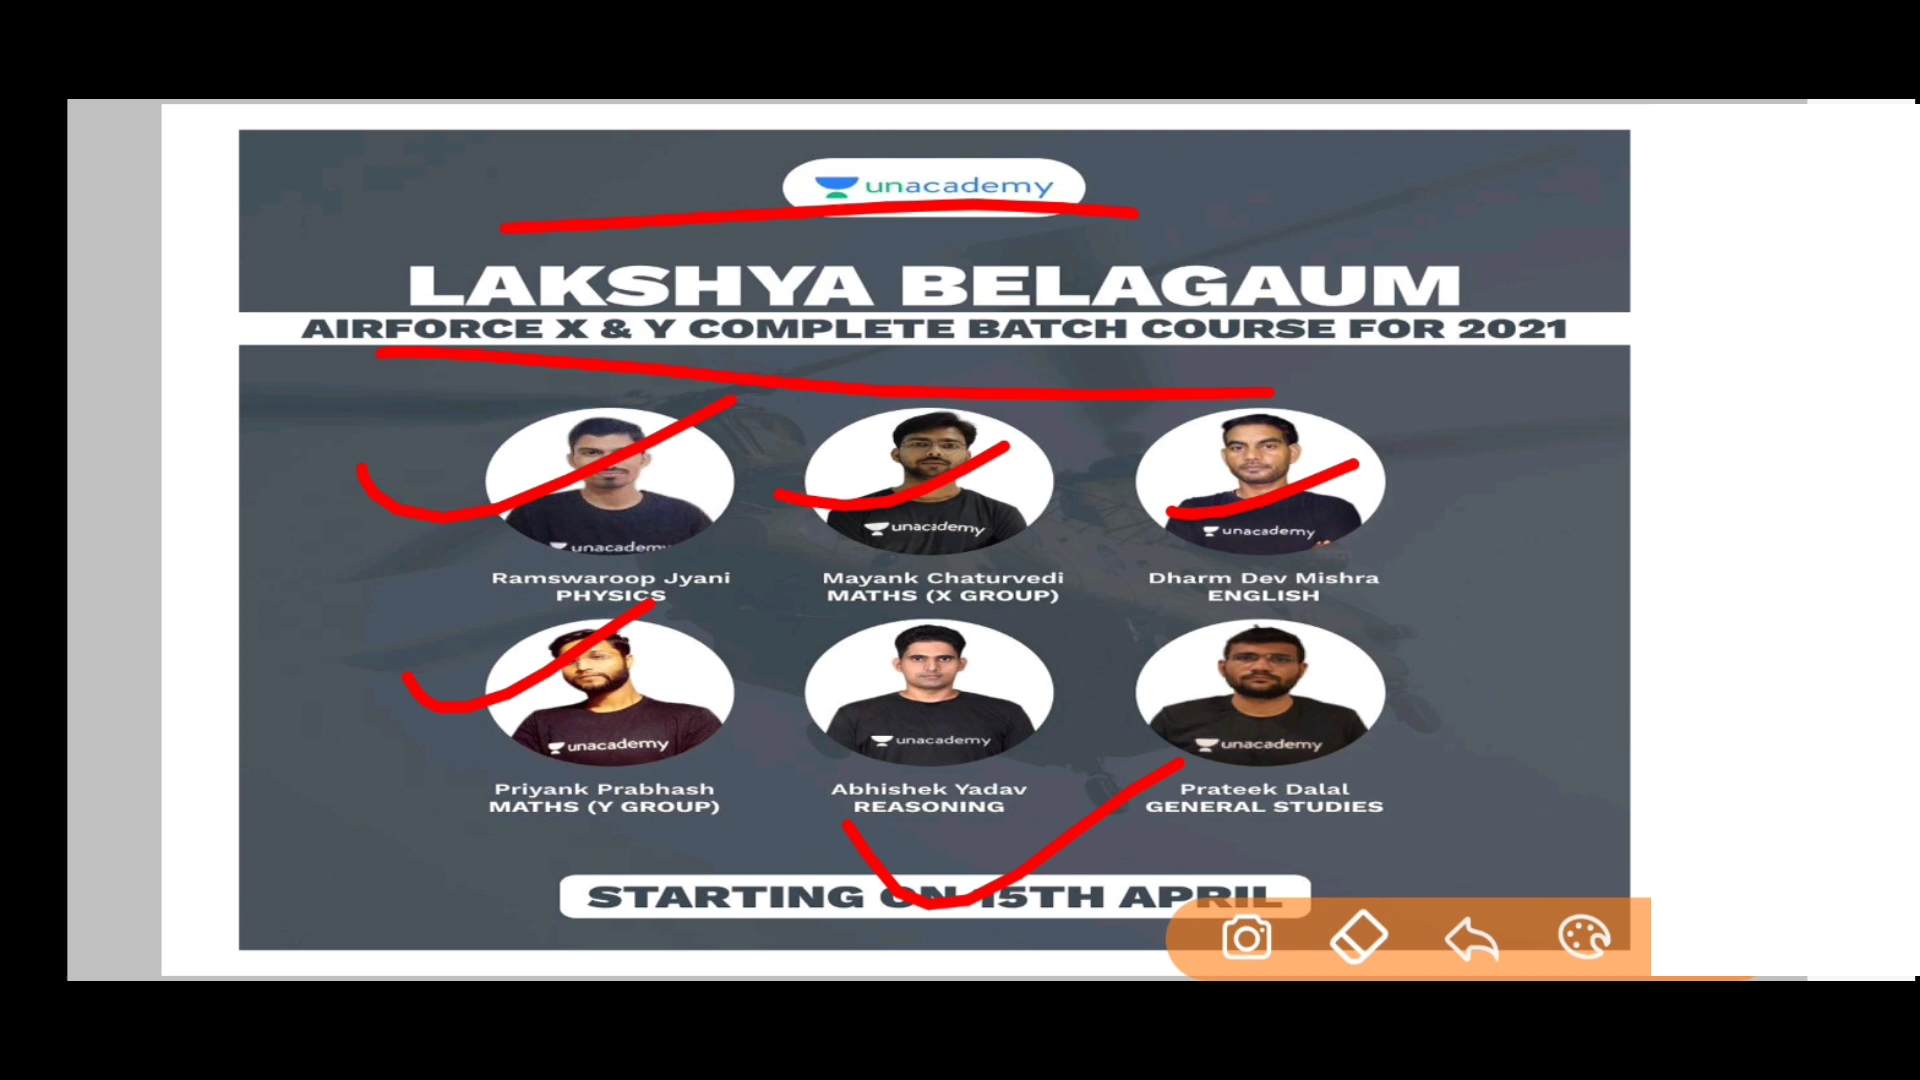 unacademy
LAKSHYA BELAGAUM
AIRFORCE X & Y COMPLETE BATCH COURSE FOR 2021
unacademy
unacademy
unacademy
Ramswaroop Jyani
PHYSICS
Mayank Chaturvedi
MATHS (X GROUP)
Dharm Dev Mishra
ENGLISH
unacademy
unacademy
unacademy
Priyank Prabhash
MATHS (Y GROUP)
Abhishek Yadav
REASONING
Prateek Dalal
GENERAL STUDIES
STARTING ON 15TH APRIL